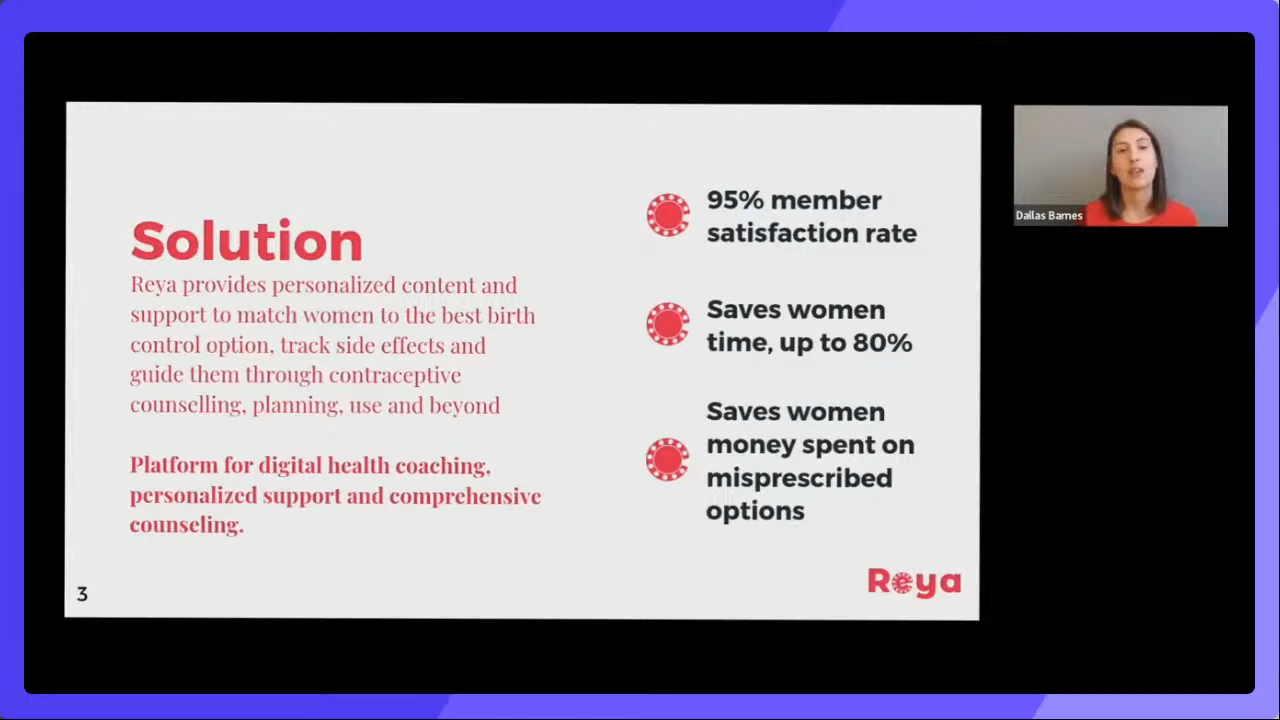 Solution
Reya provides personalized content and
support to match women to the best birth
control option, track side effects and
guide them through contraceptive
counselling, planning, use and beyond
Platform for digital health coaching,
personalized support and comprehensive
counseling.
95% member
satisfaction rate
Saves women
time, up to 80%
Saves women
money spent on
misprescribed
options
3
Reya
Dallas Barnes